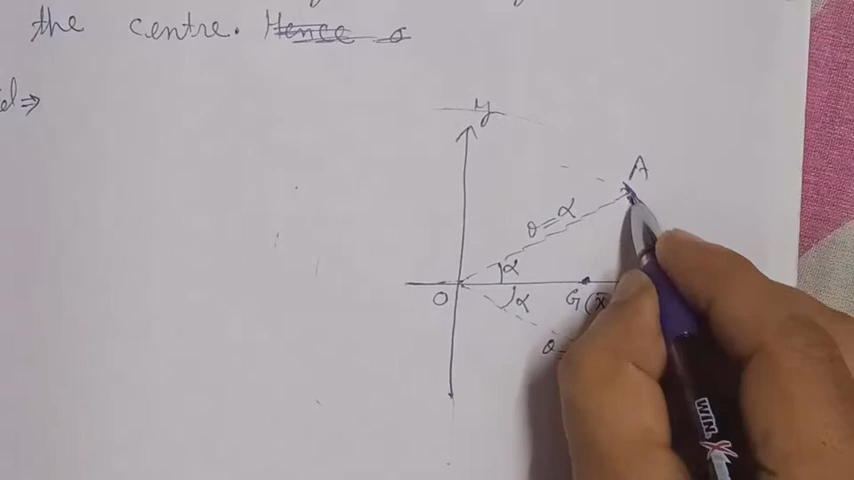 the centre. Hence
⇒
y
A
θ=α
α
O
α
G(x̄
θ=
WIN